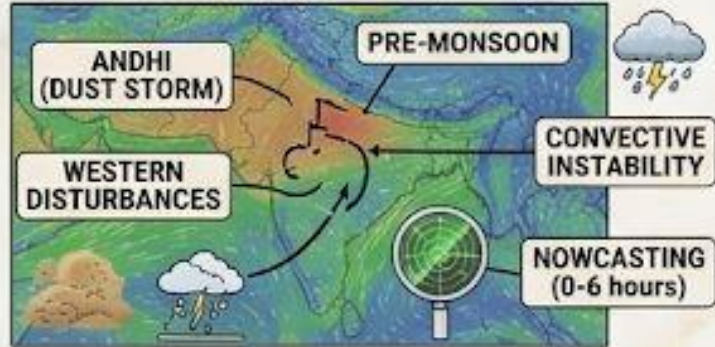 ANDHI
(DUST STORM)
PRE-MONSOON
WESTERN
DISTURBANCES
CONVECTIVE
INSTABILITY
NOWCASTING
(0-6 hours)